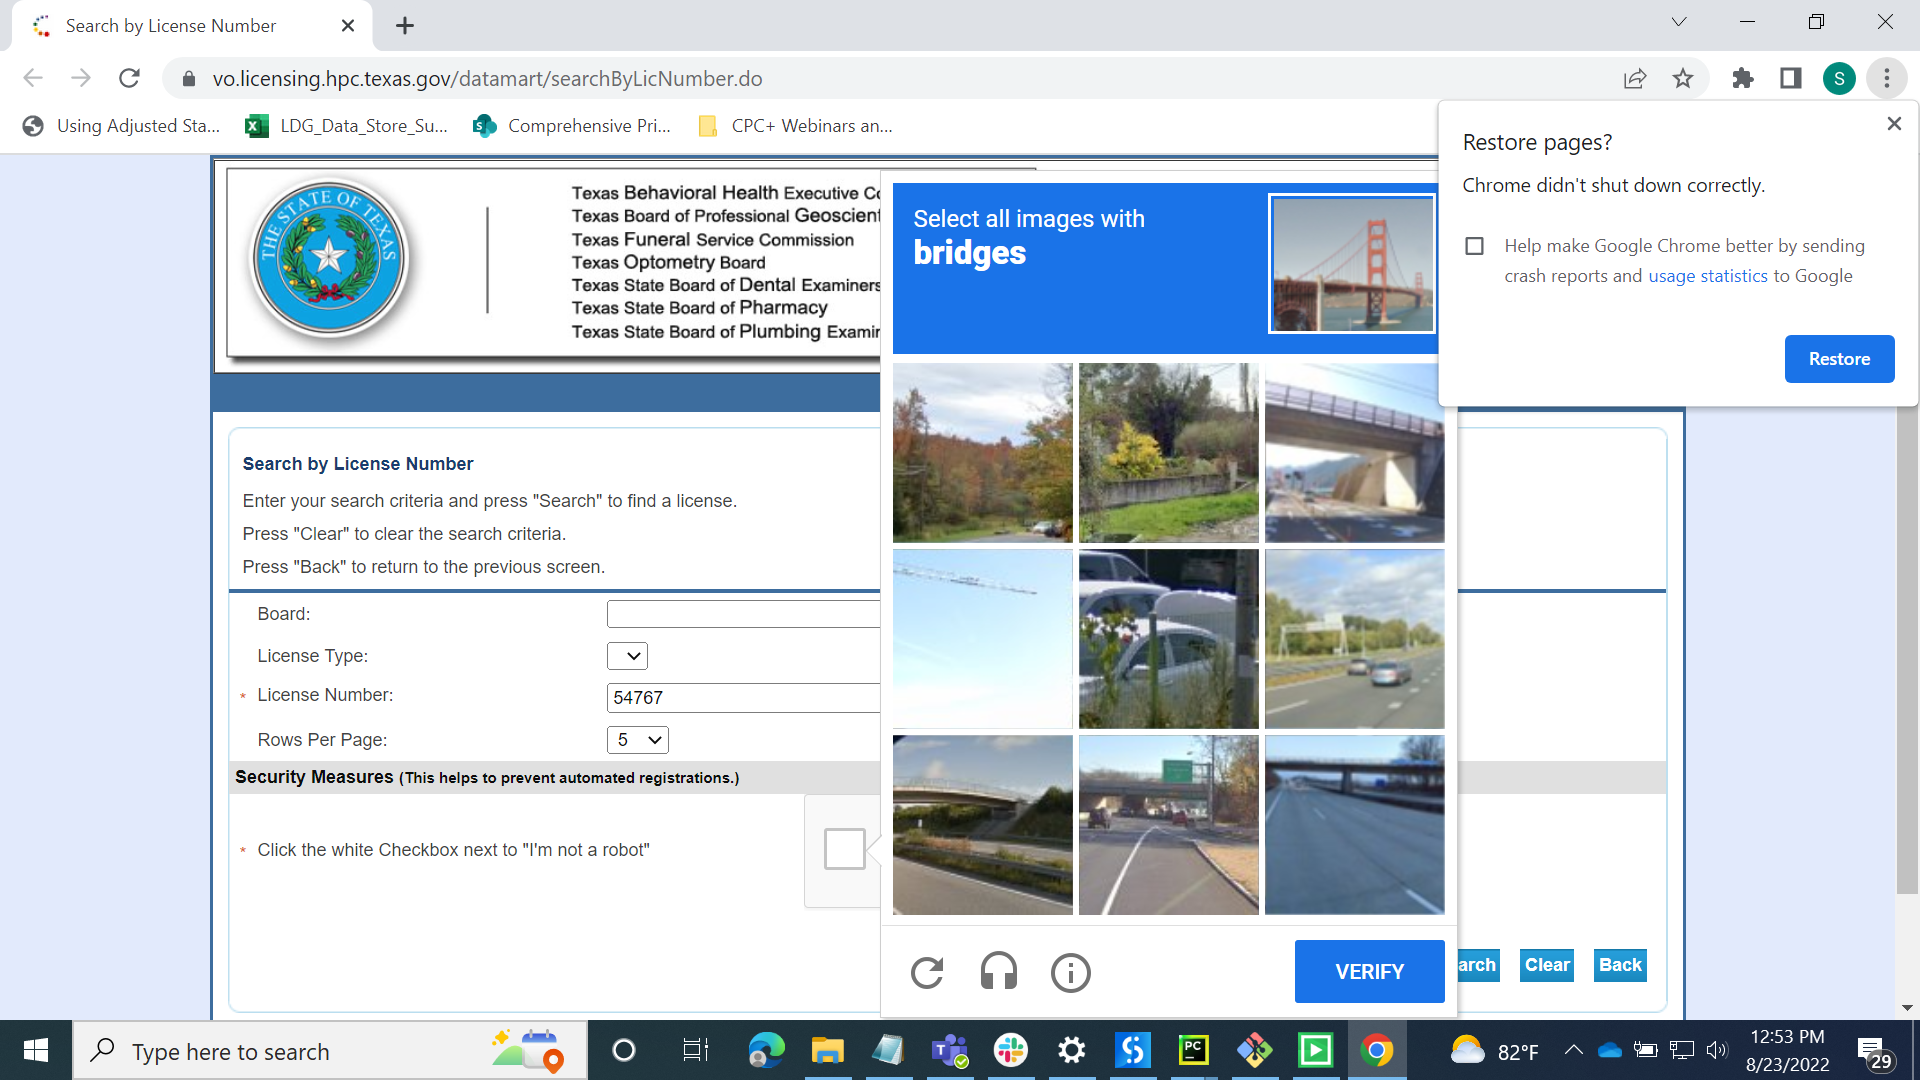 Search by License Number
vo.licensing.hpc.texas.gov/datamart/searchByLicNumber.do
S
Using Adjusted Sta...
LDG_Data_Store_Su...
Comprehensive Pri...
CPC+ Webinars an...
Restore pages?
Chrome didn't shut down correctly.
Help make Google Chrome better by sending
crash reports and usage statistics to Google
Restore
THE STATE OF TEXAS
Texas Behavioral Health Executive
Texas Board of Professional
Texas Funeral Service Commission
Texas Optometry Board
Texas State Board of Dental Examiners
Texas State Board of Pharmacy
Texas State Board of Plumbing
Select all images with
bridges
Search by License Number
Enter your search criteria and press "Search" to find a license.
Press "Clear" to clear the search criteria.
Press "Back" to return to the previous screen.
Board:
License Type:
* License Number:
54767
Rows Per Page:
5
Security Measures (This helps to prevent automated registrations.)
* Click the white Checkbox next to "I'm not a robot"
VERIFY
arch
Clear
Back
Type here to search
PC
82°F
12:53 PM
8/23/2022
29